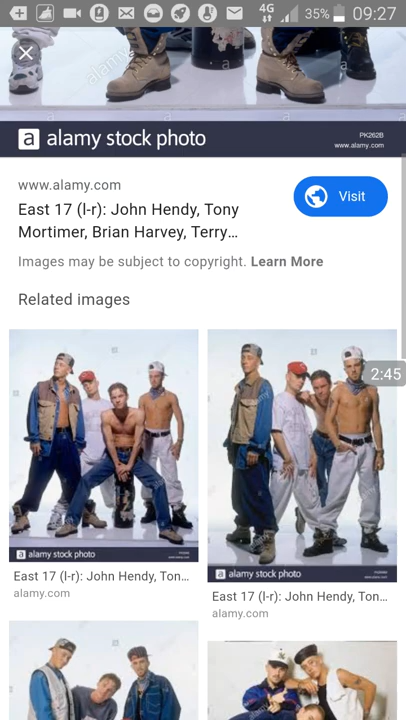 4G 35% 09:27
alamy
a alamy stock photo
PK262B
www.alamy.com
www.alamy.com
East 17 (l-r): John Hendy, Tony
Mortimer, Brian Harvey, Terry...
Visit
Images may be subject to copyright. Learn More
Related images
2:45
a alamy stock photo
East 17 (l-r): John Hendy, Ton...
alamy.com
a alamy stock photo
East 17 (l-r): John Hendy, Ton...
alamy.com